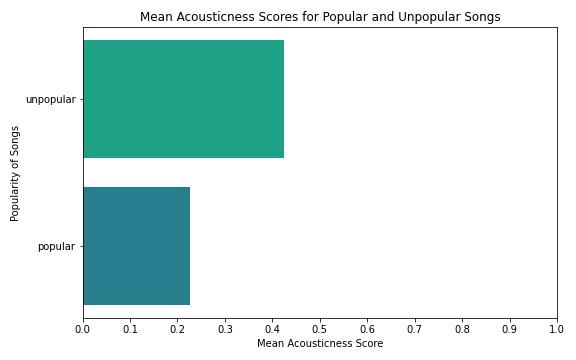 Mean Acousticness Scores for Popular and Unpopular Songs
Popularity of Songs
unpopular
popular
0.0 0.1 0.2 0.3 0.4 0.5 0.6 0.7 0.8 0.9 1.0
Mean Acousticness Score